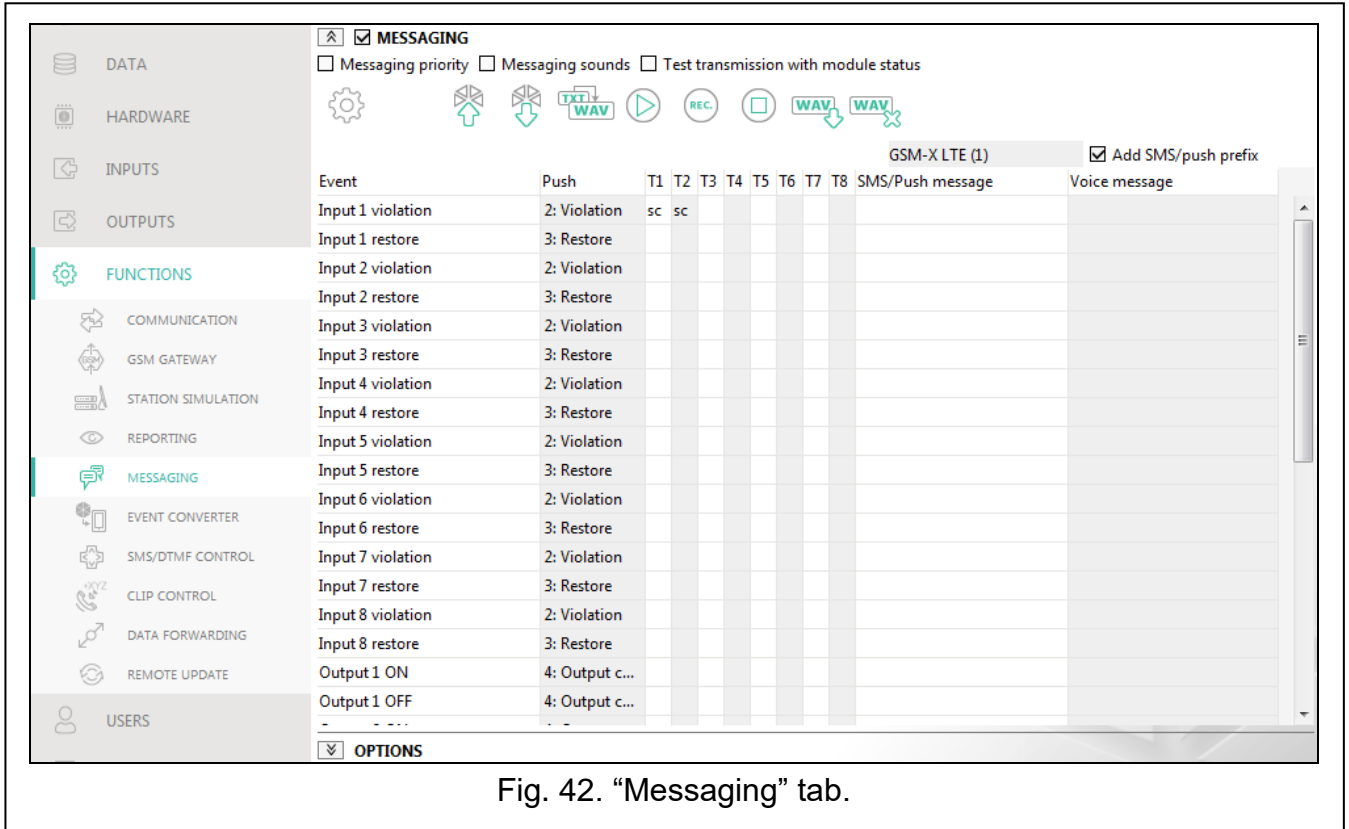 MESSAGING
Messaging priority Messaging sounds Test transmission with module status
TXT WAV REC. WAV WAV
GSM-X LTE (1) Add SMS/push prefix
Event Push T1 T2 T3 T4 T5 T6 T7 T8 SMS/Push message Voice message
Input 1 violation 2: Violation sc sc
Input 1 restore 3: Restore
Input 2 violation 2: Violation
Input 2 restore 3: Restore
Input 3 violation 2: Violation
Input 3 restore 3: Restore
Input 4 violation 2: Violation
Input 4 restore 3: Restore
Input 5 violation 2: Violation
Input 5 restore 3: Restore
Input 6 violation 2: Violation
Input 6 restore 3: Restore
Input 7 violation 2: Violation
Input 7 restore 3: Restore
Input 8 violation 2: Violation
Input 8 restore 3: Restore
Output 1 ON 4: Output c...
Output 1 OFF 4: Output c...
OPTIONS
DATA
HARDWARE
INPUTS
OUTPUTS
FUNCTIONS
COMMUNICATION
GSM GSM GATEWAY
STATION SIMULATION
REPORTING
MESSAGING
EVENT CONVERTER
SMS/DTMF CONTROL
+XYZ CLIP CONTROL
DATA FORWARDING
REMOTE UPDATE
USERS
Fig. 42. “Messaging” tab.